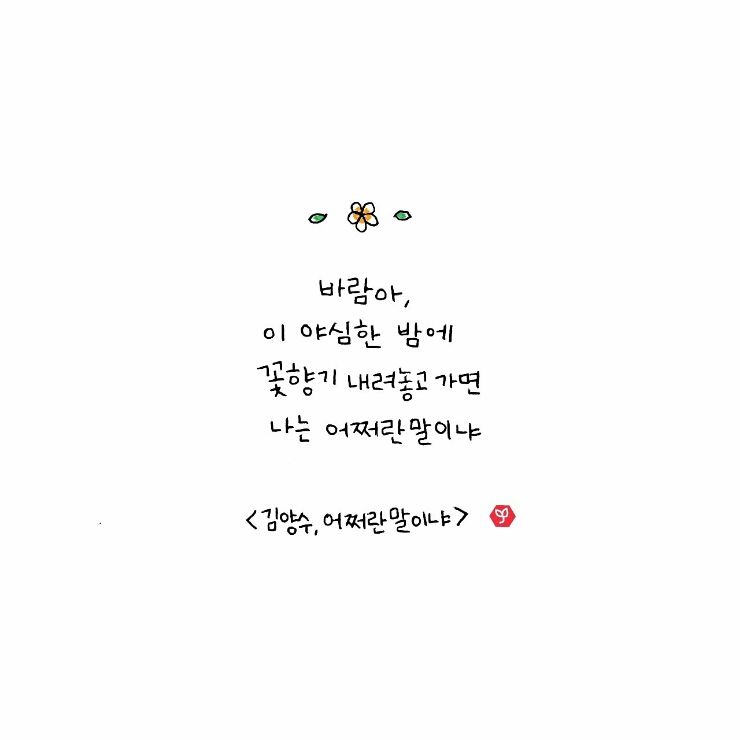 바람아,
이 야심한 밤에
꽃향기 내려놓고 가면
나는 어쩌란말이냐
<김양수, 어쩌란말이냐>